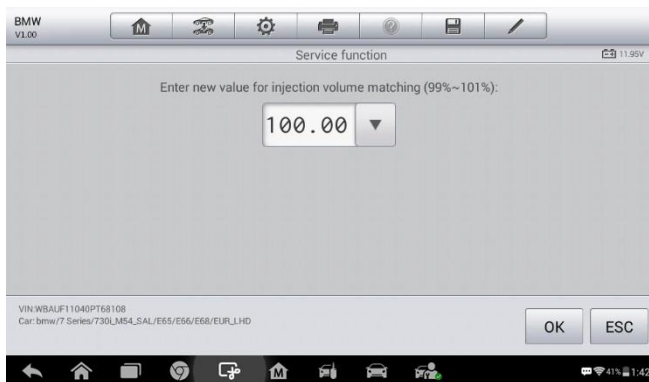 BMW
V1.00
M
?
Service function
11.95V
Enter new value for injection volume matching (99%~101%):
100.00
VIN:WBAUF11040PT68108
Car: bmw/7 Series/730i_M54_SAL/E65/E66/E68/EUR_LHD
OK
ESC
M
41%
1:42